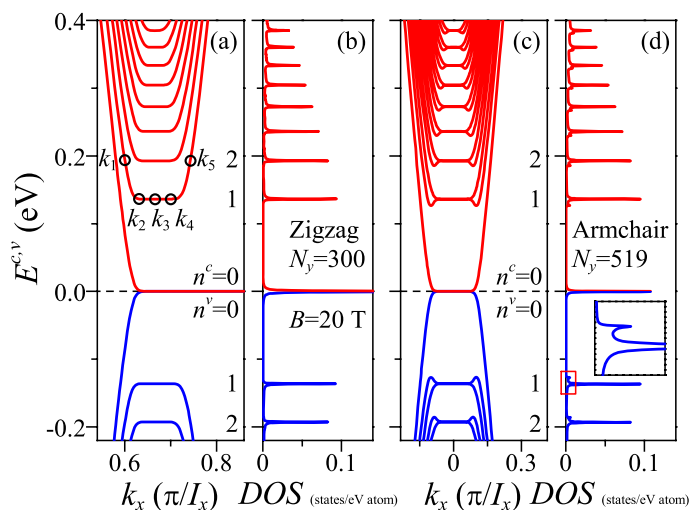 0.4
(a)
(b)
(c)
(d)
0.2
k1
k5
2
2
k2 k3 k4
1
1
E^{c,v} (eV)
Zigzag
Ny=300
Armchair
Ny=519
n^c=0
n^c=0
0.0
n^v=0
n^v=0
B=20 T
1
1
2
2
-0.2
0.6 0.8 0 0.1 0 0.3 0 0.1
kx (π/Ix) DOS (states/eV atom) kx (π/Ix) DOS (states/eV atom)